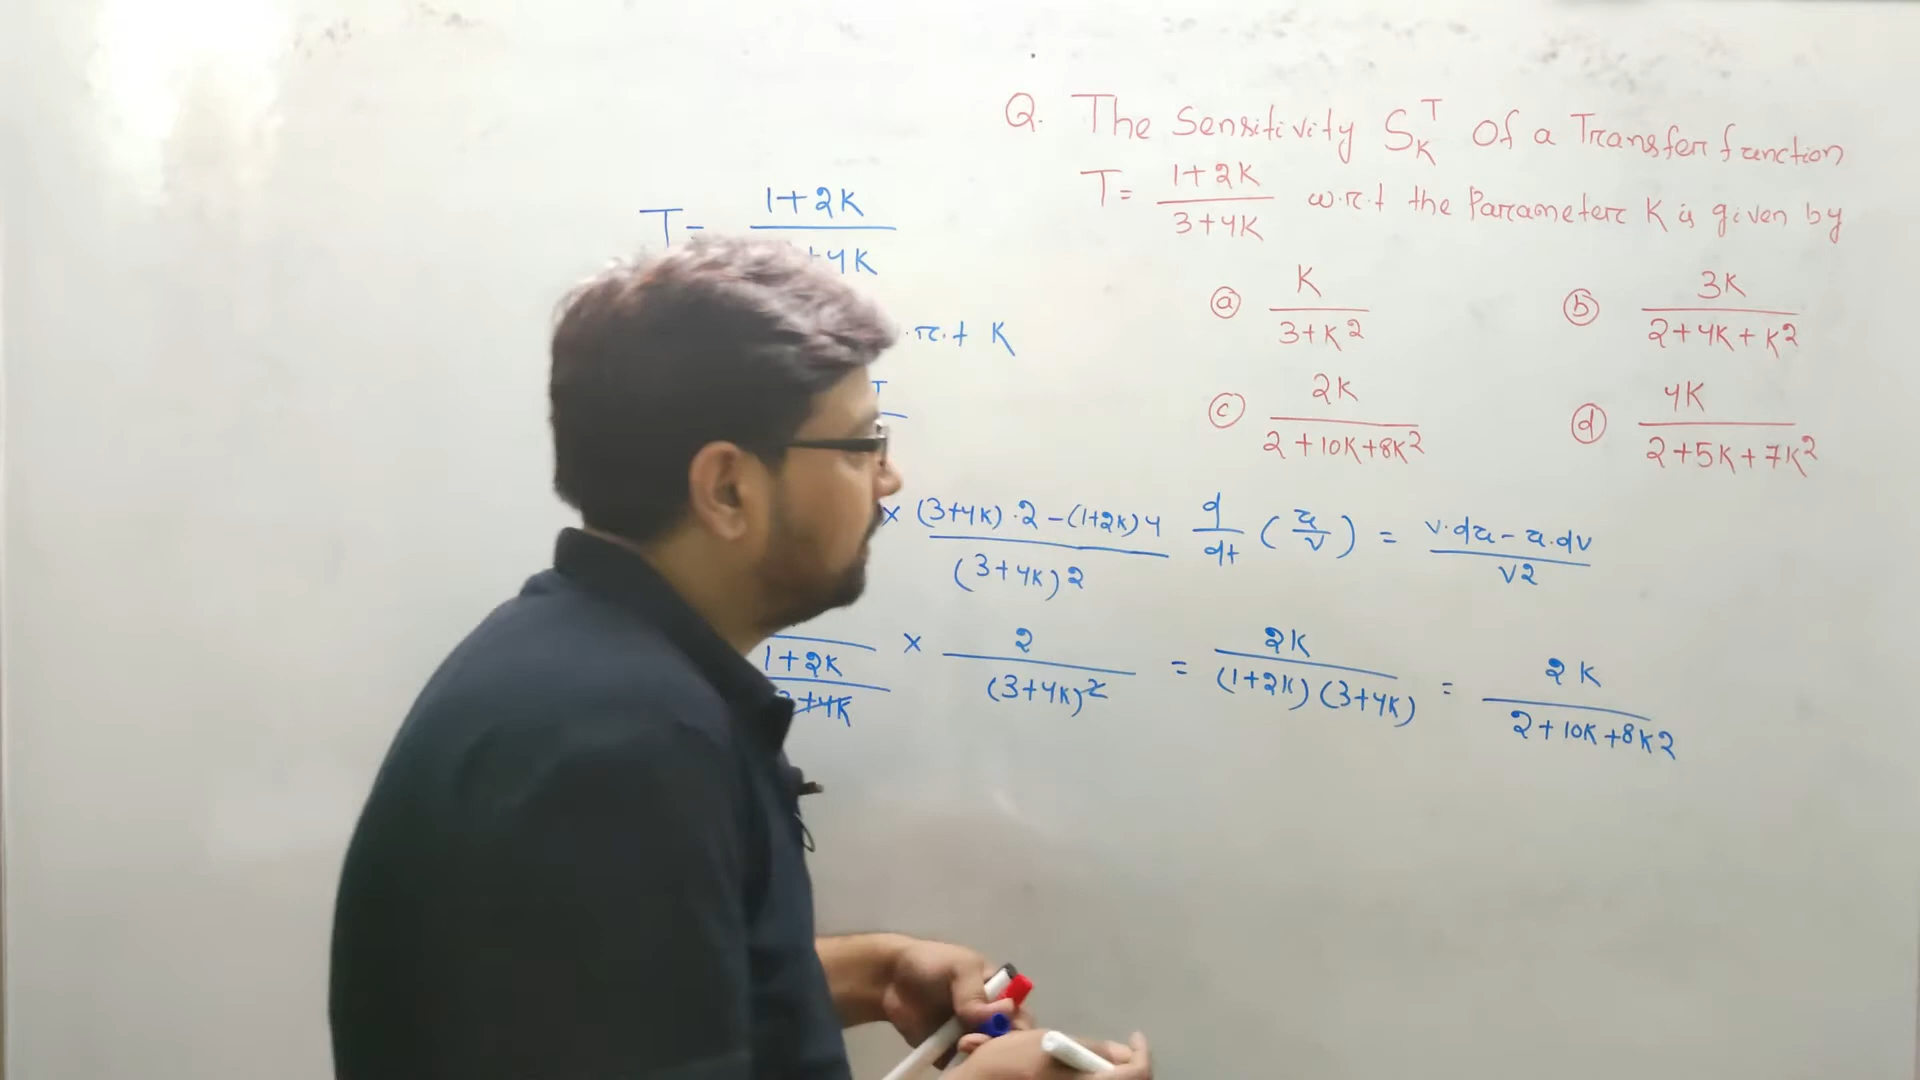 Q. The Sensitivity S_K^T of a Transfer function
T = (1+2K)/(3+4K) w.r.t the Parameter K is given by
(a) K/(3+K²) (b) 3K/(2+4K+K²)
(c) 2K/(2+10K+8K²) (d) 4K/(2+5K+7K²)
T = 1+2K
+4K
.r.t K
T
× ((3+4K)·2-(1+2K)4)/(3+4K)2 d/dt (u/v) = (v·du-u.dv)/v2
1+2K × 2/(3+4K)² = 2K/((1+2K)(3+4K)) = 2K/(2+10K+8K2)
+4K